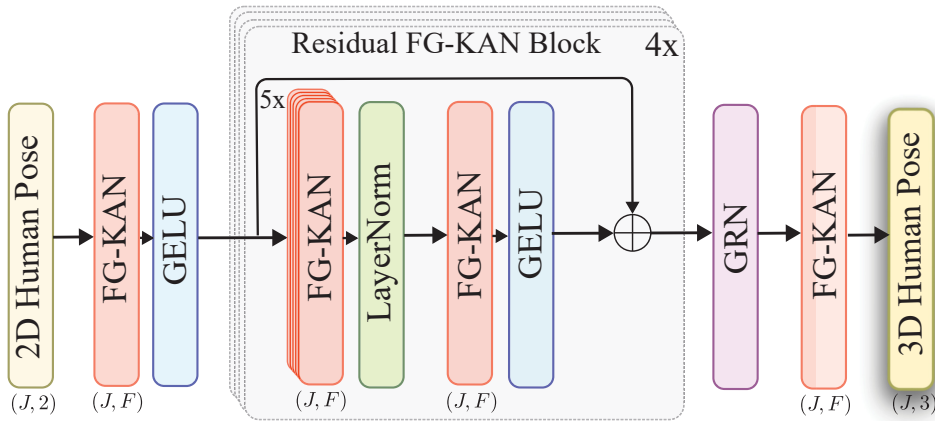 Residual FG-KAN Block
4x
5x
2D Human Pose
FG-KAN
GELU
FG-KAN
LayerNorm
FG-KAN
GELU
GRN
FG-KAN
3D Human Pose
(J, 2)
(J, F)
(J, F)
(J, F)
(J, F)
(J, 3)